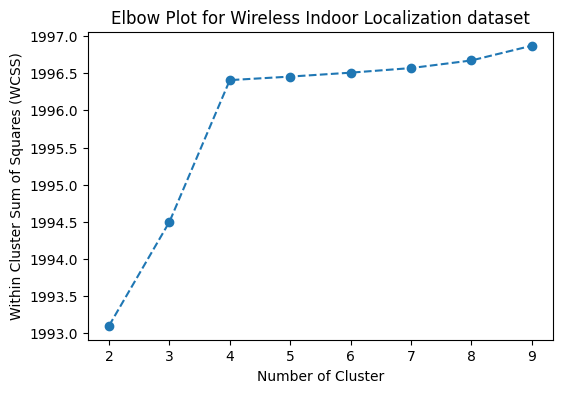 Elbow Plot for Wireless Indoor Localization dataset
Within Cluster Sum of Squares (WCSS)
1997.0
1996.5
1996.0
1995.5
1995.0
1994.5
1994.0
1993.5
1993.0
2 3 4 5 6 7 8 9
Number of Cluster